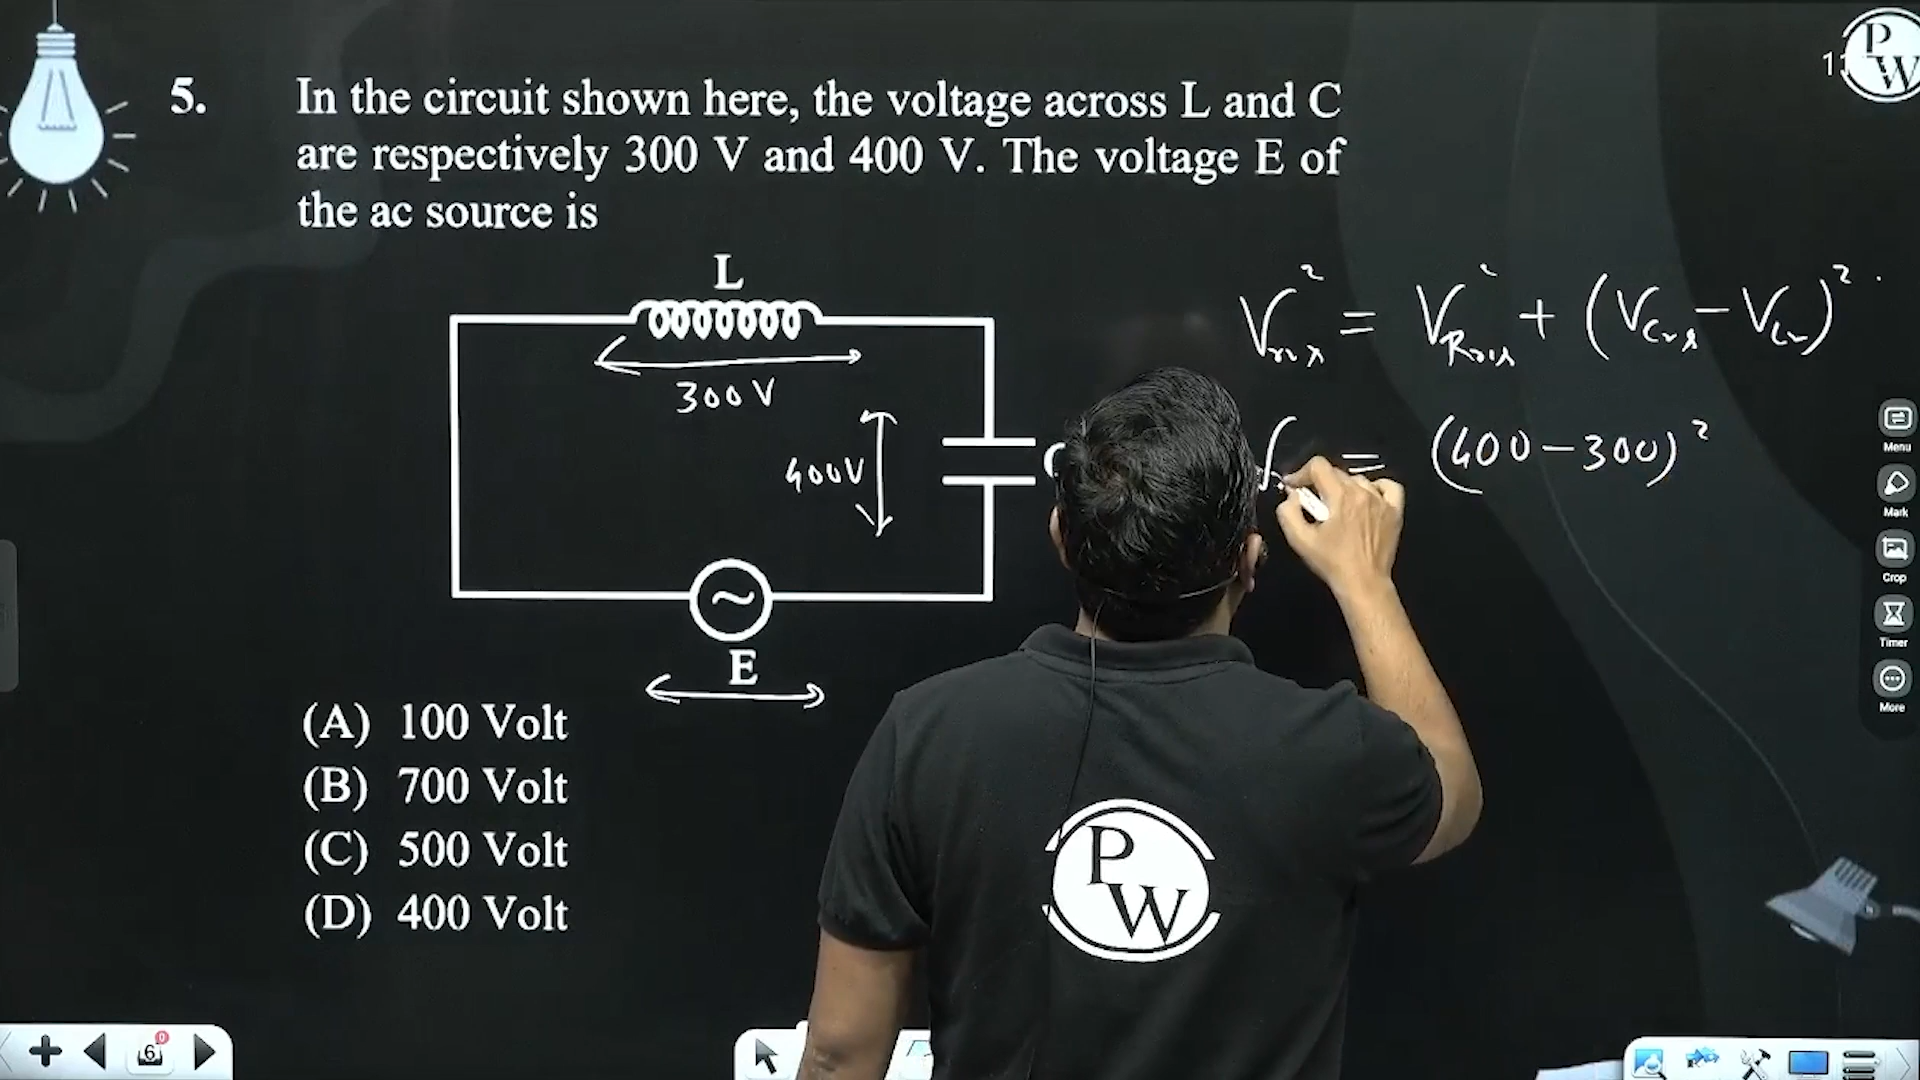 5. In the circuit shown here, the voltage across L and C
are respectively 300 V and 400 V. The voltage E of
the ac source is
L
300 V
400V
E
(A) 100 Volt
(B) 700 Volt
(C) 500 Volt
(D) 400 Volt
= (400-300)²
P
W
P
W
Menu
Mark
Crop
Timer
More
6
0